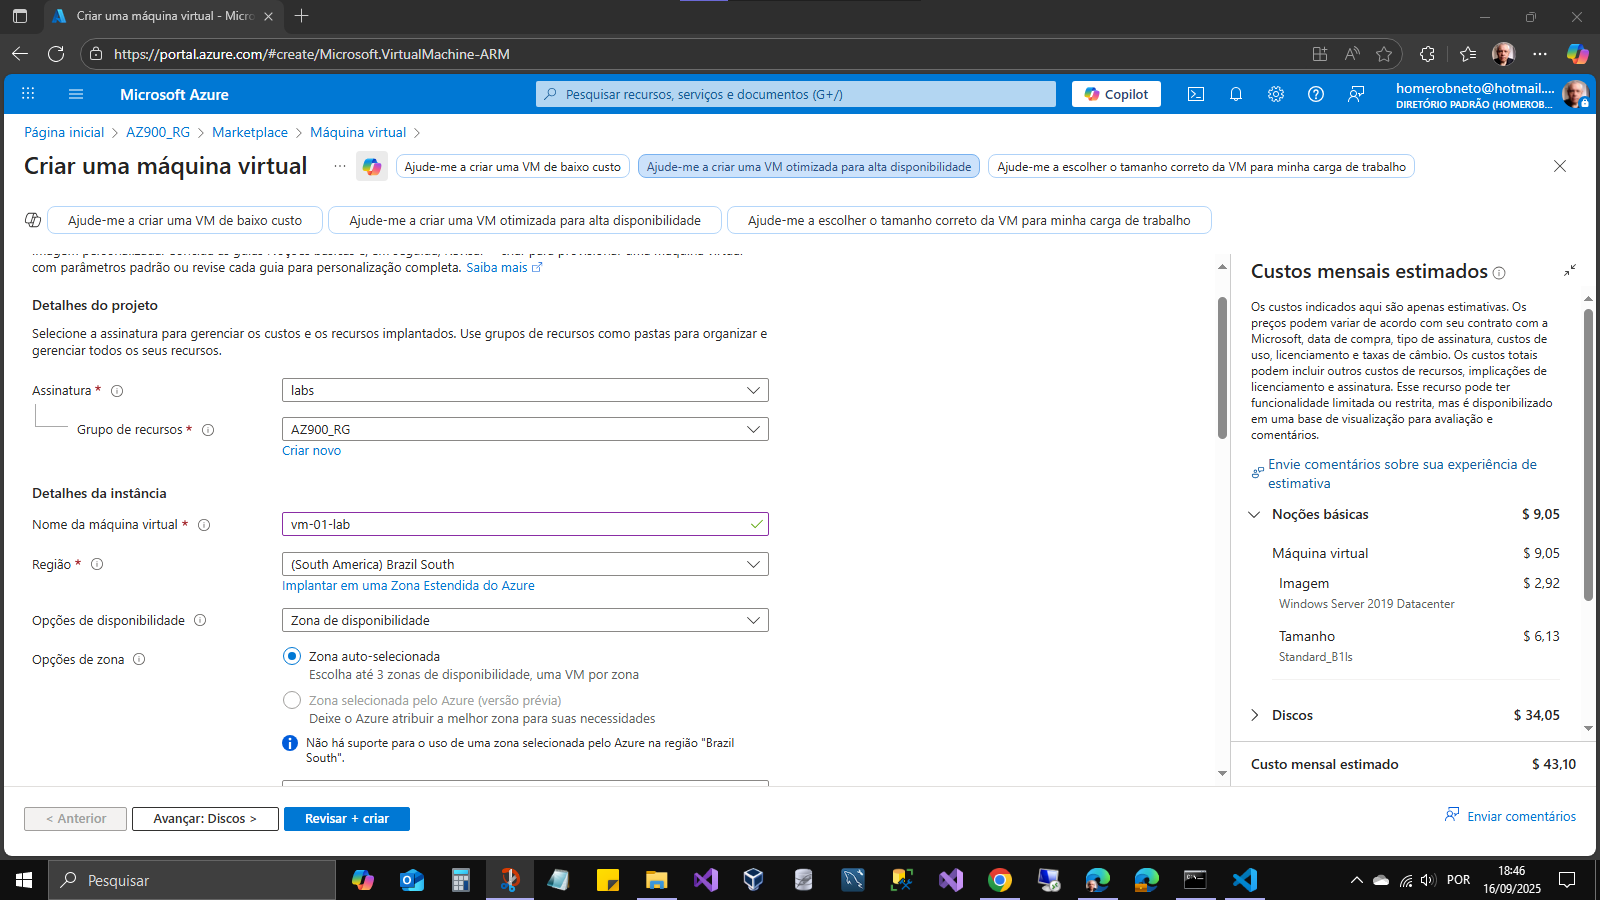 Criar uma máquina virtual - Micro
https://portal.azure.com/#create/Microsoft.VirtualMachine-ARM
Microsoft Azure
Pesquisar recursos, serviços e documentos (G+/)
Copilot
homerobneto@hotmail....
DIRETÓRIO PADRÃO (HOMEROB...
Página inicial > AZ900_RG > Marketplace > Máquina virtual >
Criar uma máquina virtual
...
Ajude-me a criar uma VM de baixo custo
Ajude-me a criar uma VM otimizada para alta disponibilidade
Ajude-me a escolher o tamanho correto da VM para minha carga de trabalho
Ajude-me a criar uma VM de baixo custo
Ajude-me a criar uma VM otimizada para alta disponibilidade
Ajude-me a escolher o tamanho correto da VM para minha carga de trabalho
com parâmetros padrão ou revise cada guia para personalização completa. Saiba mais
Detalhes do projeto
Selecione a assinatura para gerenciar os custos e os recursos implantados. Use grupos de recursos como pastas para organizar e
gerenciar todos os seus recursos.
Assinatura *
labs
Grupo de recursos *
AZ900_RG
Criar novo
Detalhes da instância
Nome da máquina virtual *
vm-01-lab
Região *
(South America) Brazil South
Implantar em uma Zona Estendida do Azure
Opções de disponibilidade
Zona de disponibilidade
Opções de zona
Zona auto-selecionada
Escolha até 3 zonas de disponibilidade, uma VM por zona
Zona selecionada pelo Azure (versão prévia)
Deixe o Azure atribuir a melhor zona para suas necessidades
Não há suporte para o uso de uma zona selecionada pelo Azure na região "Brazil
South".
Custos mensais estimados
Os custos indicados aqui são apenas estimativas. Os
preços podem variar de acordo com seu contrato com a
Microsoft, data de compra, tipo de assinatura, custos de
uso, licenciamento e taxas de câmbio. Os custos totais
podem incluir outros custos de recursos, implicações de
licenciamento e assinatura. Esse recurso pode ter
funcionalidade limitada ou restrita, mas é disponibilizado
em uma base de visualização para avaliação e
comentários.
Envie comentários sobre sua experiência de
estimativa
Noções básicas $ 9,05
Máquina virtual $ 9,05
Imagem $ 2,92
Windows Server 2019 Datacenter
Tamanho $ 6,13
Standard_B1ls
Discos $ 34,05
Custo mensal estimado $ 43,10
< Anterior
Avançar: Discos >
Revisar + criar
Enviar comentários
Pesquisar
POR
18:46
16/09/2025